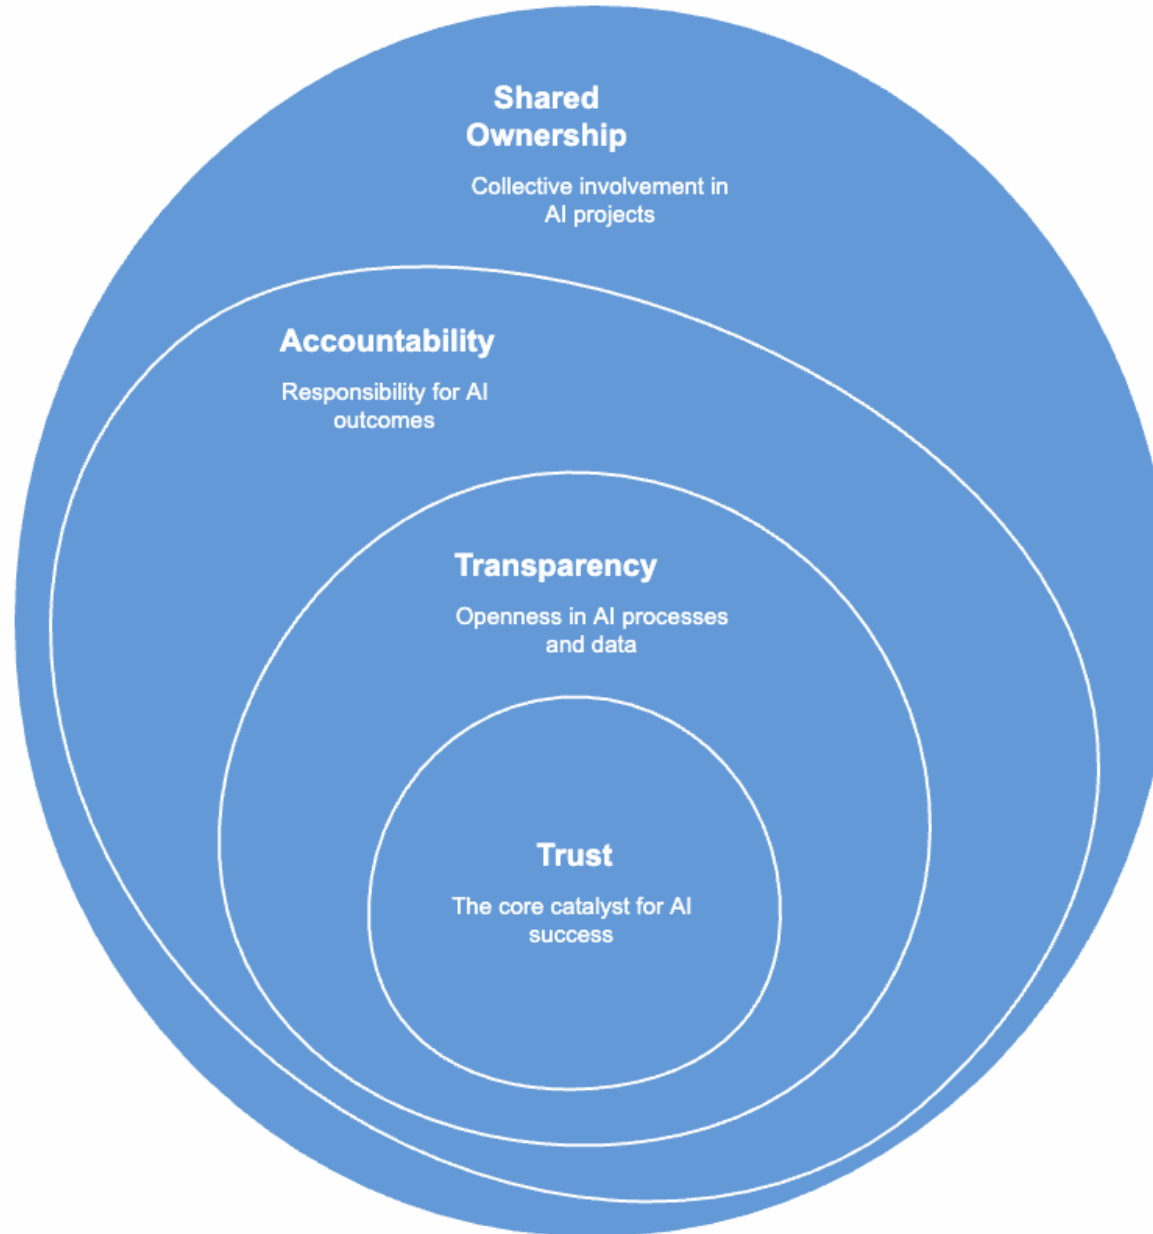 Shared
Ownership
Collective involvement in
AI projects
Accountability
Responsibility for AI
outcomes
Transparency
Openness in AI processes
and data
Trust
The core catalyst for AI
success